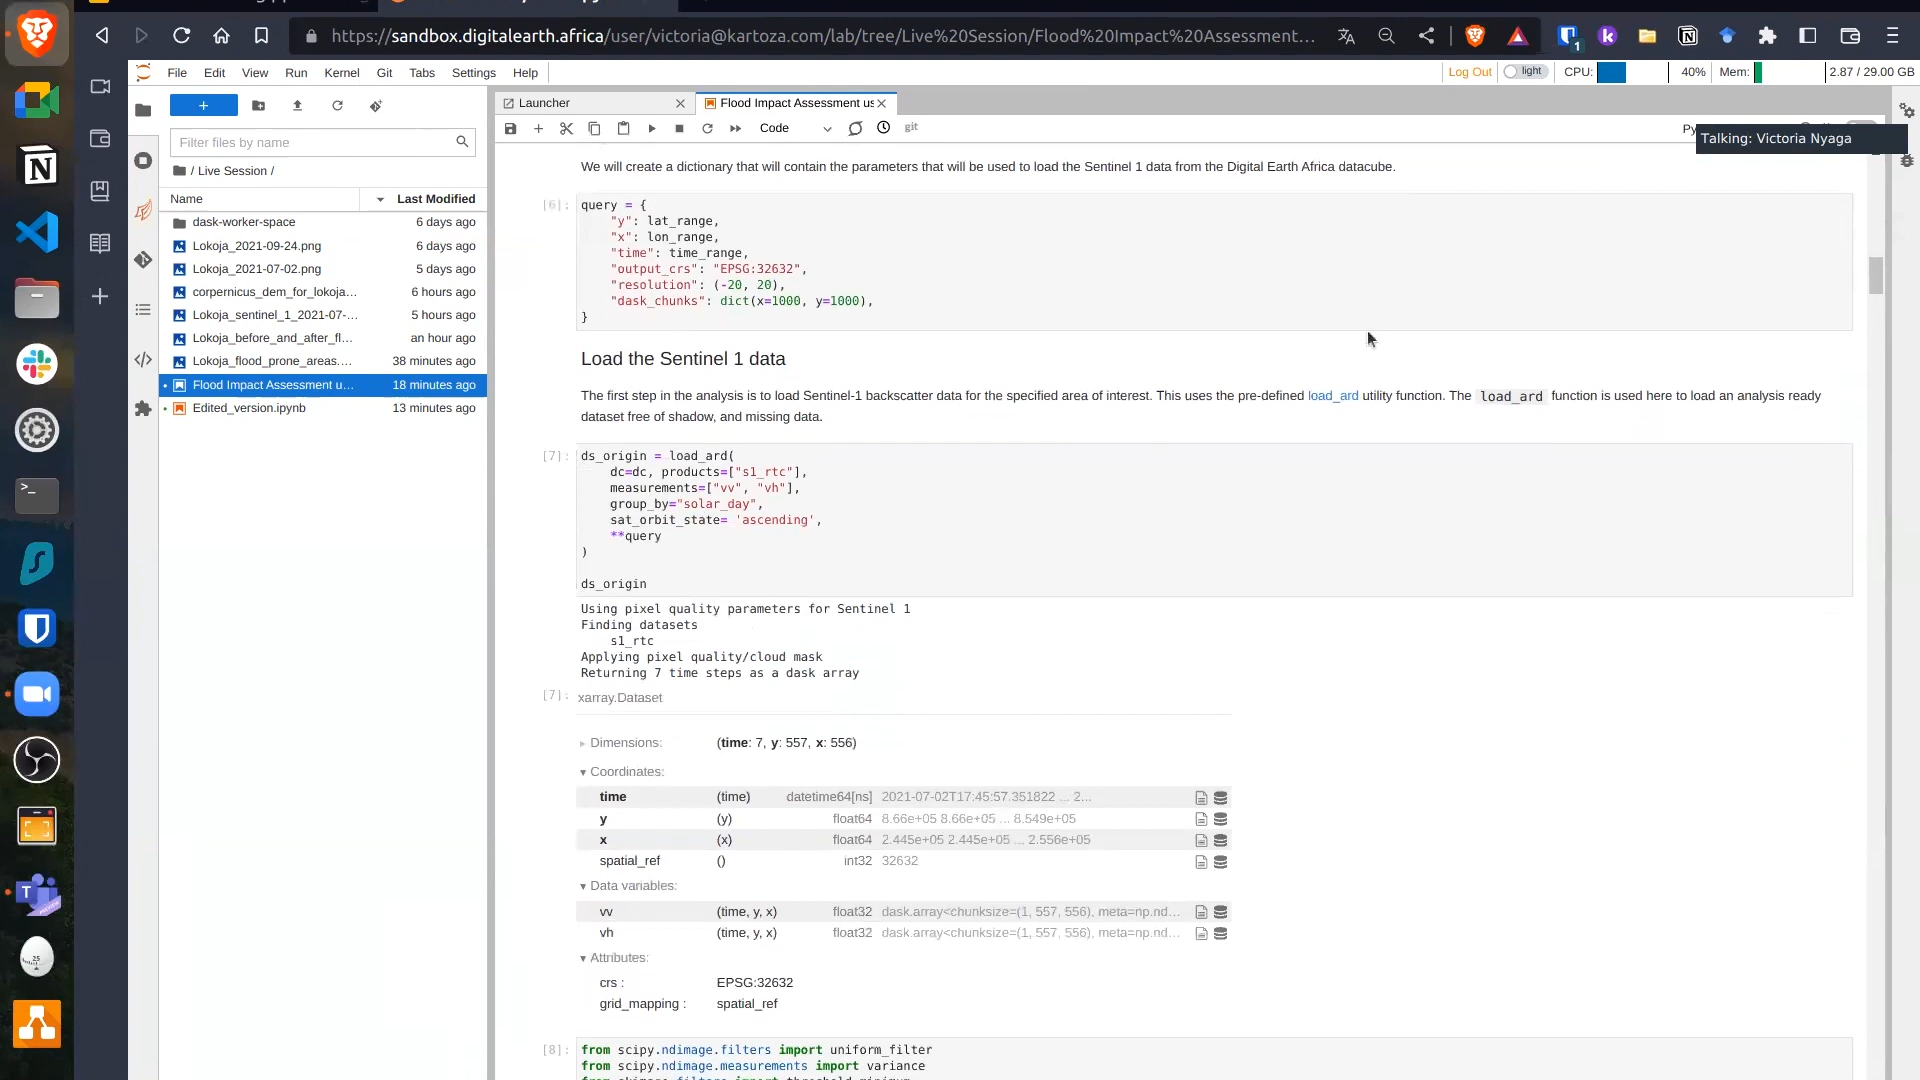 https://sandbox.digitalearth.africa/user/victoria@kartoza.com/lab/tree/Live%20Session/Flood%20Impact%20Assessment...
1
File Edit View Run Kernel Git Tabs Settings Help
Log Out light CPU: 40% Mem: 2.87 / 29.00 GB
+
Launcher
Flood Impact Assessment us
Code
git
Py
Talking: Victoria Nyaga
Filter files by name
/ Live Session /
Name Last Modified
dask-worker-space 6 days ago
Lokoja_2021-09-24.png 6 days ago
Lokoja_2021-07-02.png 5 days ago
corpernicus_dem_for_lokoja... 6 hours ago
Lokoja_sentinel_1_2021-07-... 5 hours ago
Lokoja_before_and_after_fl... an hour ago
Lokoja_flood_prone_areas.... 38 minutes ago
Flood Impact Assessment u... 18 minutes ago
Edited_version.ipynb 13 minutes ago
We will create a dictionary that will contain the parameters that will be used to load the Sentinel 1 data from the Digital Earth Africa datacube.
[6]: query = {
"y": lat_range,
"x": lon_range,
"time": time_range,
"output_crs": "EPSG:32632",
"resolution": (-20, 20),
"dask_chunks": dict(x=1000, y=1000),
}
Load the Sentinel 1 data
The first step in the analysis is to load Sentinel-1 backscatter data for the specified area of interest. This uses the pre-defined load_ard utility function. The load_ard function is used here to load an analysis ready
dataset free of shadow, and missing data.
[7]: ds_origin = load_ard(
dc=dc, products=["s1_rtc"],
measurements=["vv", "vh"],
group_by="solar_day",
sat_orbit_state= 'ascending',
**query
)
ds_origin
Using pixel quality parameters for Sentinel 1
Finding datasets
s1_rtc
Applying pixel quality/cloud mask
Returning 7 time steps as a dask array
[7]: xarray.Dataset
Dimensions: (time: 7, y: 557, x: 556)
Coordinates:
time (time) datetime64[ns] 2021-07-02T17:45:57.351822 ... 2...
y (y) float64 8.66e+05 8.66e+05 ... 8.549e+05
x (x) float64 2.445e+05 2.445e+05 ... 2.556e+05
spatial_ref () int32 32632
Data variables:
vv (time, y, x) float32 dask.array<chunksize=(1, 557, 556), meta=np.nd...
vh (time, y, x) float32 dask.array<chunksize=(1, 557, 556), meta=np.nd...
Attributes:
crs : EPSG:32632
grid_mapping : spatial_ref
[8]: from scipy.ndimage.filters import uniform_filter
from scipy.ndimage.measurements import variance